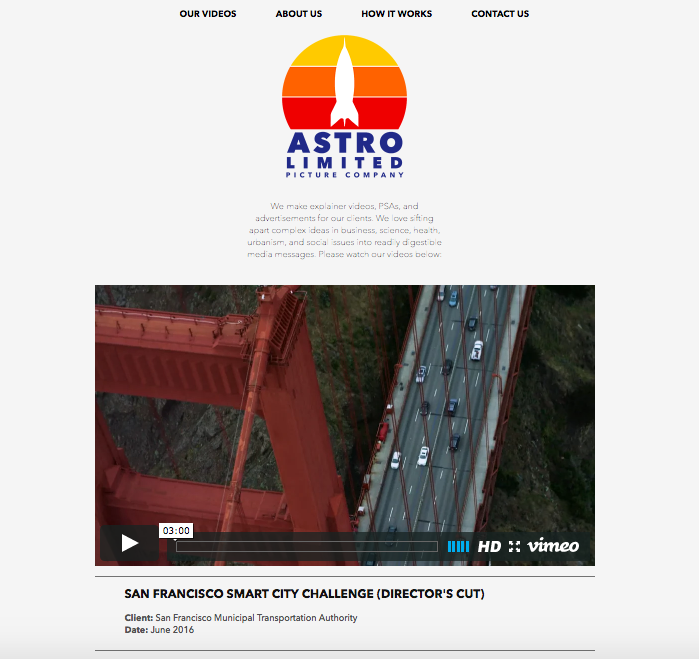 OUR VIDEOS ABOUT US HOW IT WORKS CONTACT US
ASTRO
LIMITED
PICTURE COMPANY
We make explainer videos, PSAs, and
advertisements for our clients. We love sifting
apart complex ideas in business, science, health,
urbanism, and social issues into readily digestible
media messages. Please watch our videos below:
03:00
HD vimeo
SAN FRANCISCO SMART CITY CHALLENGE (DIRECTOR'S CUT)
Client: San Francisco Municipal Transportation Authority
Date: June 2016